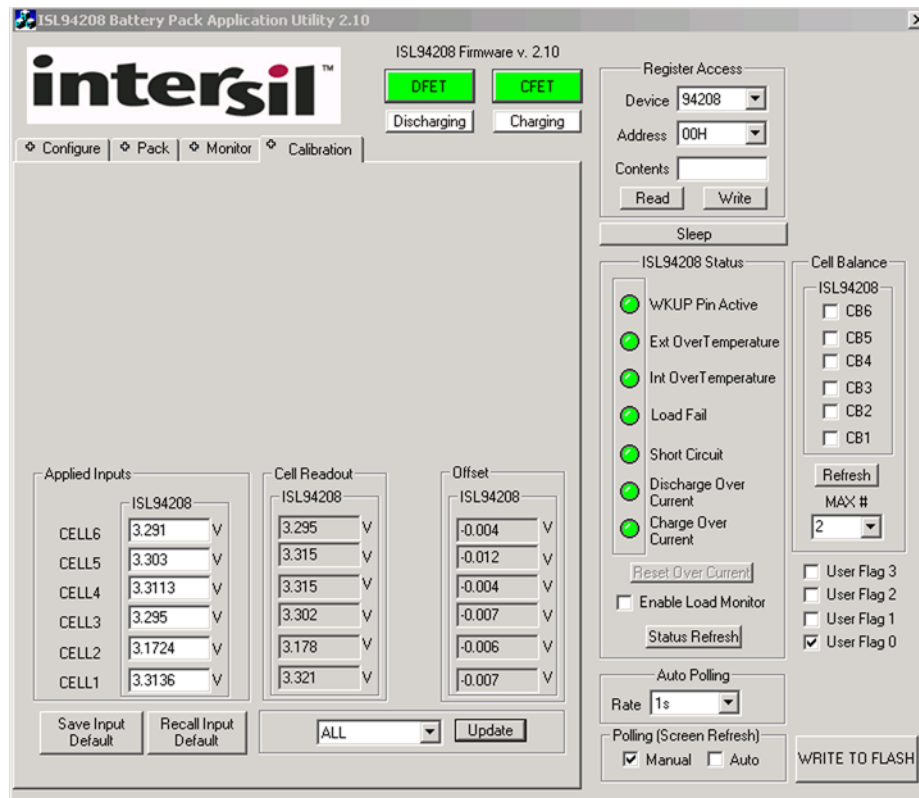 ISL94208 Battery Pack Application Utility 2.10
intersil™
ISL94208 Firmware v. 2.10
DFET CFET
Discharging Charging
Configure Pack Monitor Calibration
Applied Inputs
ISL94208
CELL6 3.291 V
CELL5 3.303 V
CELL4 3.3113 V
CELL3 3.295 V
CELL2 3.1724 V
CELL1 3.3136 V
Save Input Default
Recall Input Default
Cell Readout
ISL94208
3.295 V
3.315 V
3.315 V
3.302 V
3.178 V
3.321 V
Offset
ISL94208
-0.004 V
-0.012 V
-0.004 V
-0.007 V
-0.006 V
-0.007 V
ALL Update
Register Access
Device 94208
Address 00H
Contents
Read Write
Sleep
ISL94208 Status
WKUP Pin Active
Ext OverTemperature
Int OverTemperature
Load Fail
Short Circuit
Discharge Over
Current
Charge Over
Current
Reset Over Current
Enable Load Monitor
Status Refresh
Cell Balance
ISL94208
CB6
CB5
CB4
CB3
CB2
CB1
Refresh
MAX #
2
User Flag 3
User Flag 2
User Flag 1
User Flag 0
Auto Polling
Rate 1s
Polling (Screen Refresh)
Manual Auto
WRITE TO FLASH